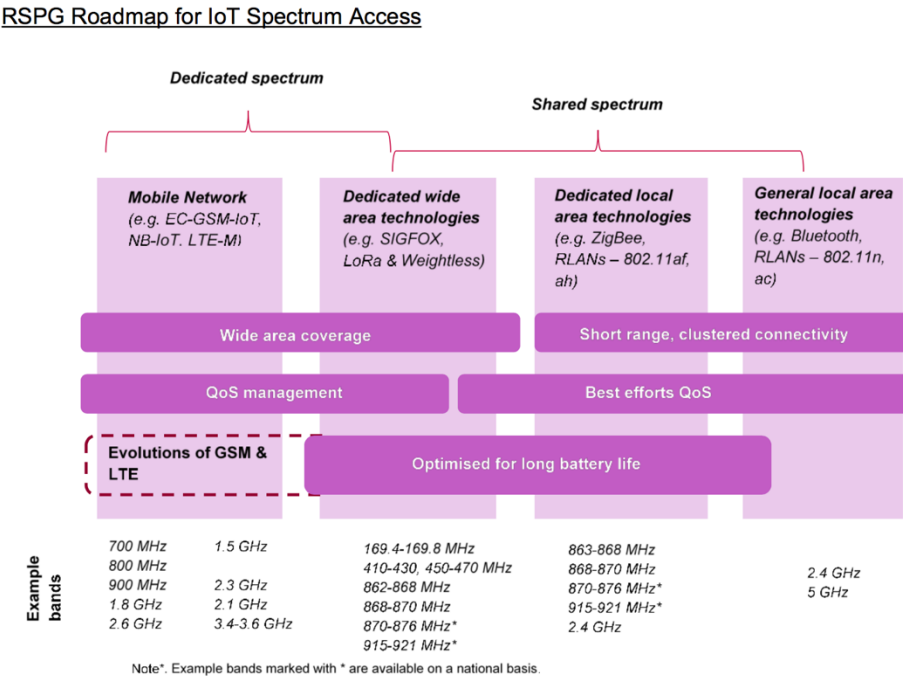 RSPG Roadmap for IoT Spectrum Access
Dedicated spectrum
Shared spectrum
Mobile Network
(e.g. EC-GSM-IoT,
NB-IoT. LTE-M)
Dedicated wide
area technologies
(e.g. SIGFOX,
LoRa & Weightless)
Dedicated local
area technologies
(e.g. ZigBee,
RLANs – 802.11af,
ah)
General local area
technologies
(e.g. Bluetooth,
RLANs – 802.11n,
ac)
Wide area coverage
Short range, clustered connectivity
QoS management
Best efforts QoS
Evolutions of GSM &
LTE
Optimised for long battery life
Example
bands
700 MHz 1.5 GHz
800 MHz
900 MHz 2.3 GHz
1.8 GHz 2.1 GHz
2.6 GHz 3.4-3.6 GHz
169.4-169.8 MHz
410-430, 450-470 MHz
862-868 MHz
868-870 MHz
870-876 MHz*
915-921 MHz*
863-868 MHz
868-870 MHz
870-876 MHz*
915-921 MHz*
2.4 GHz
2.4 GHz
5 GHz
Note*. Example bands marked with * are available on a national basis.